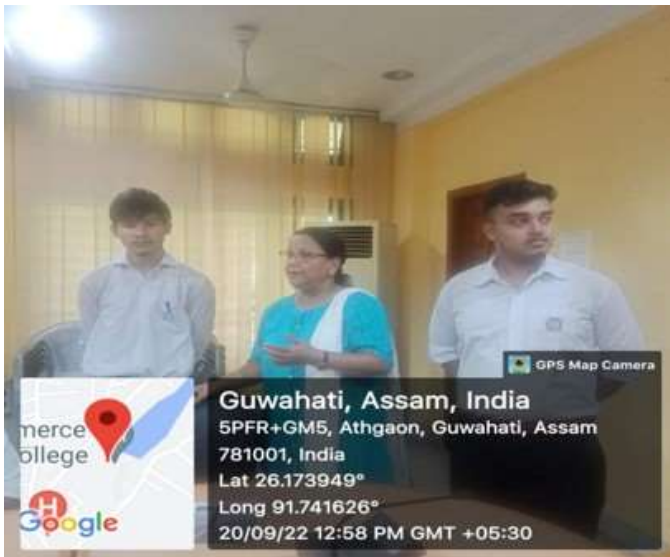 GPS Map Camera
merce
ollege
H
Google
Guwahati, Assam, India
5PFR+GM5, Athgaon, Guwahati, Assam
781001, India
Lat 26.173949°
Long 91.741626°
20/09/22 12:58 PM GMT +05:30